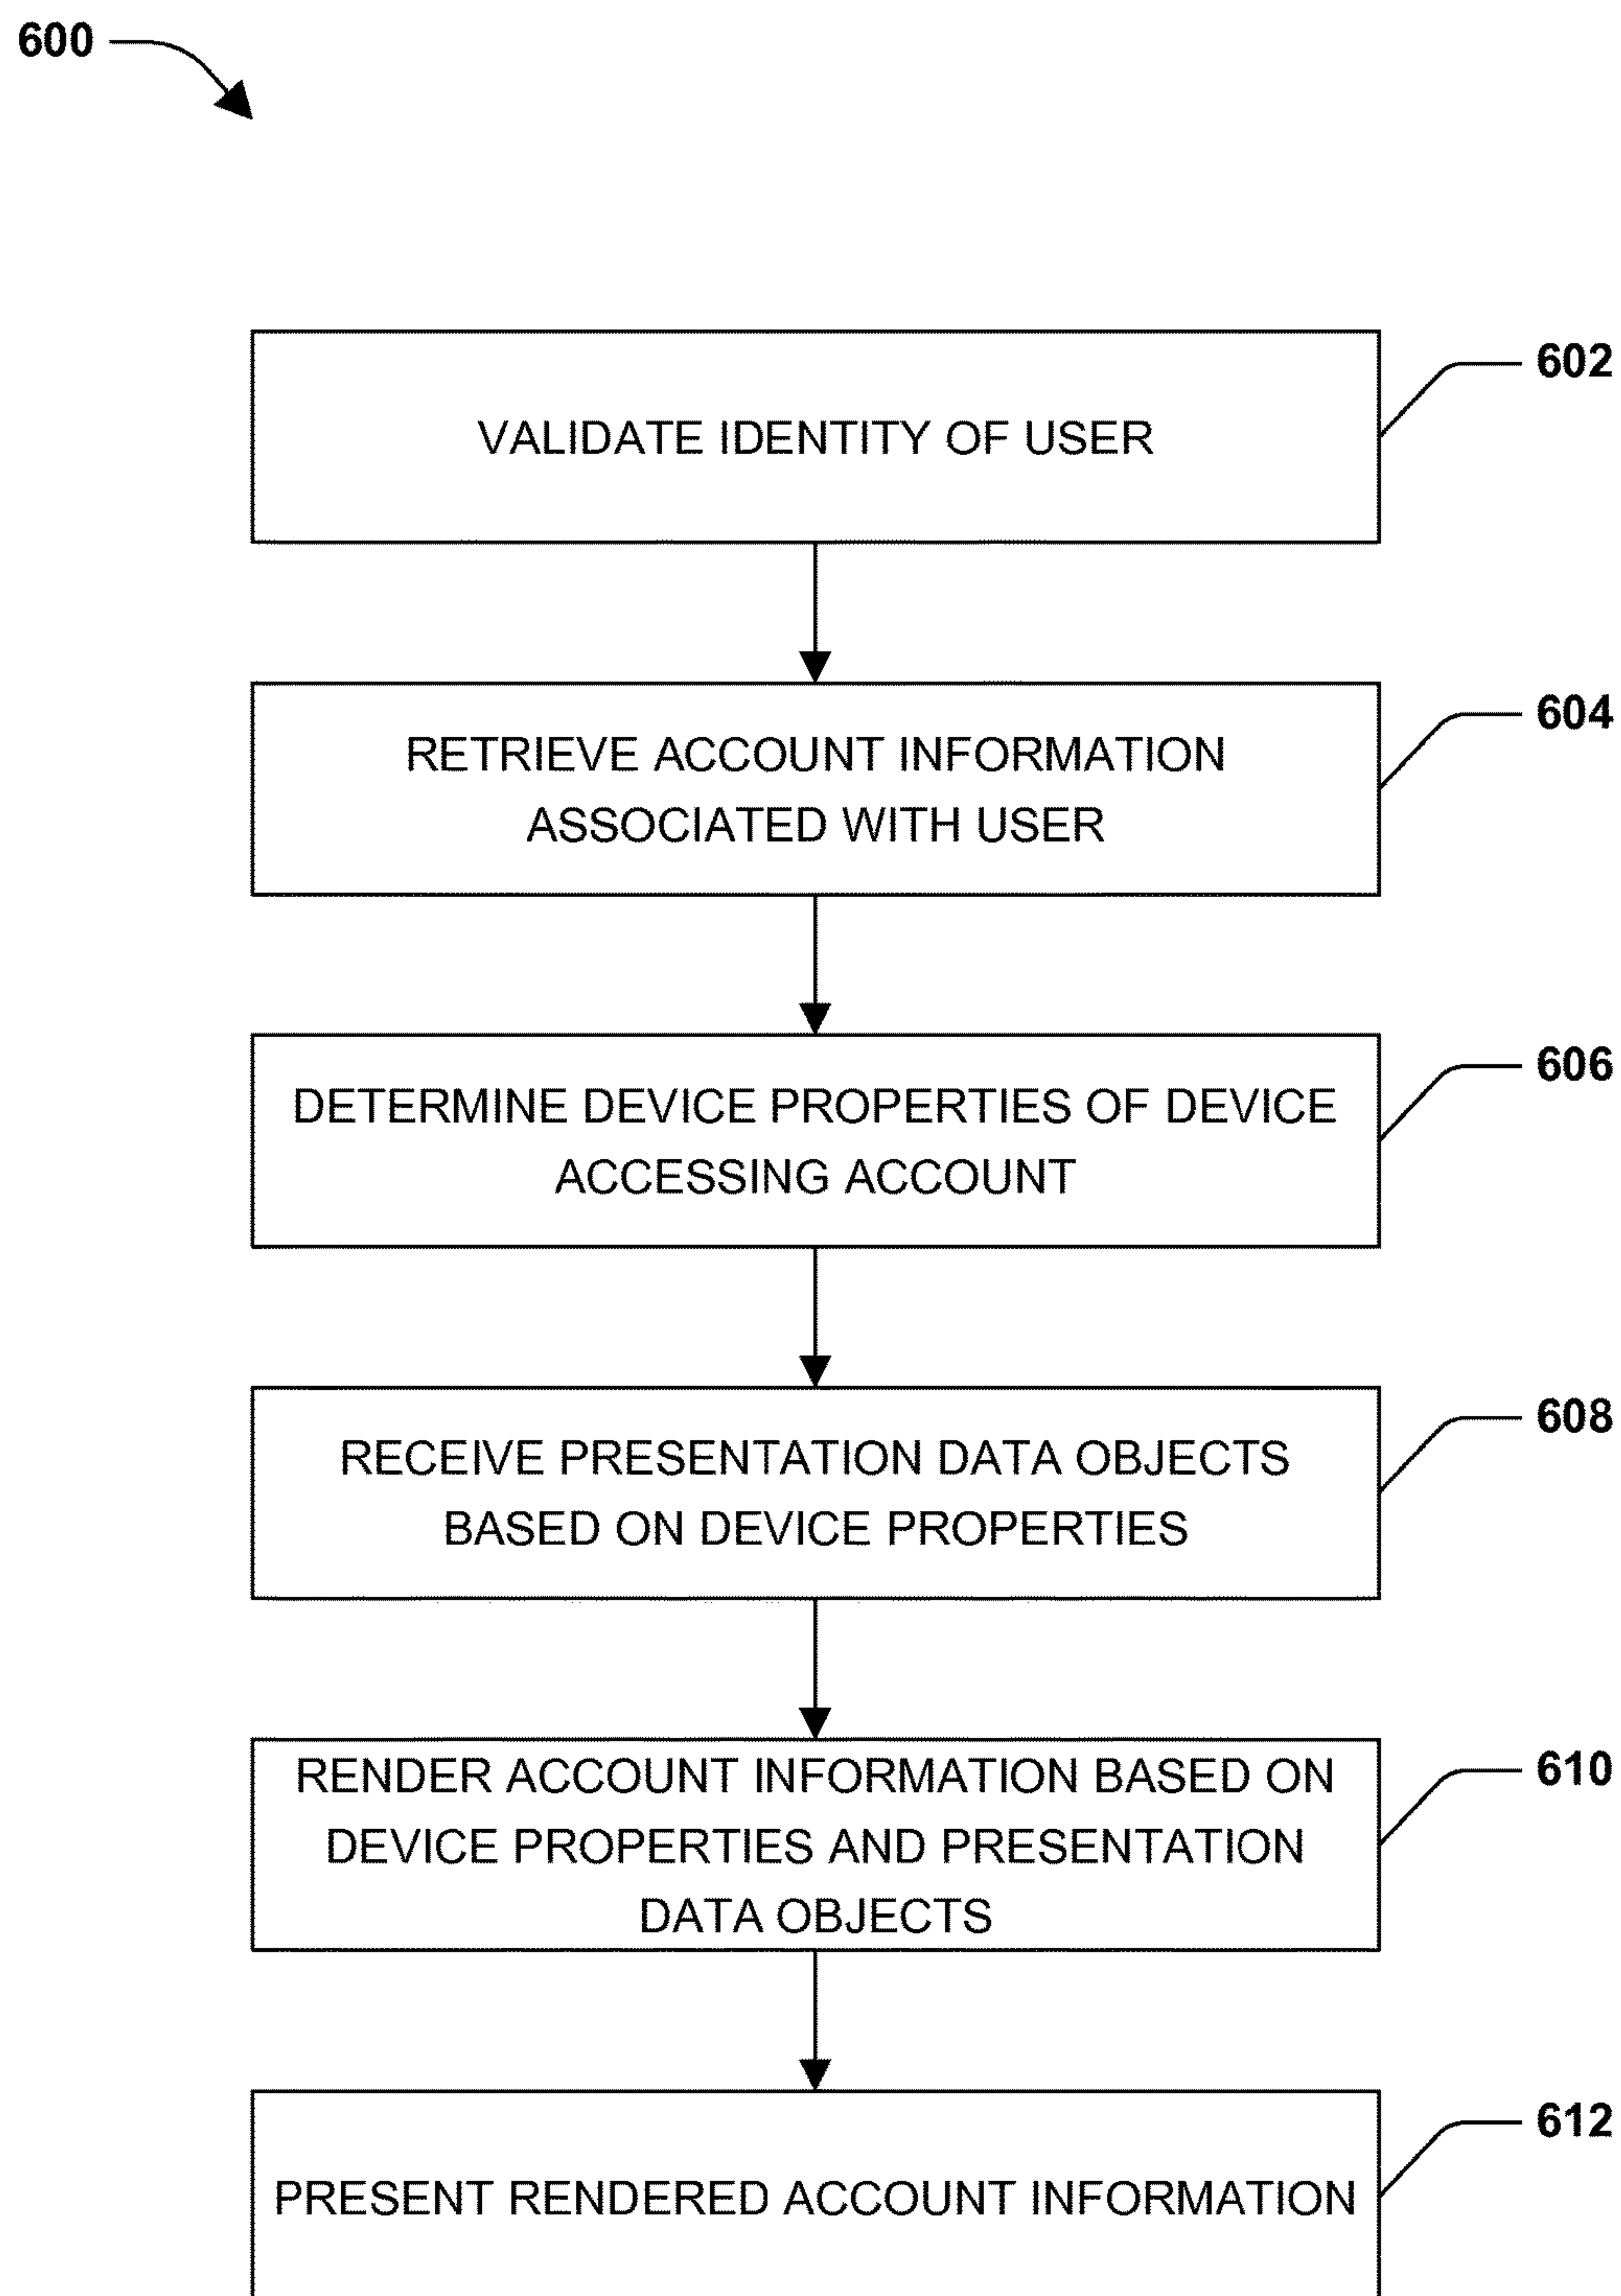 600
602
VALIDATE IDENTITY OF USER
604
RETRIEVE ACCOUNT INFORMATION
ASSOCIATED WITH USER
606
DETERMINE DEVICE PROPERTIES OF DEVICE
ACCESSING ACCOUNT
608
RECEIVE PRESENTATION DATA OBJECTS
BASED ON DEVICE PROPERTIES
610
RENDER ACCOUNT INFORMATION BASED ON
DEVICE PROPERTIES AND PRESENTATION
DATA OBJECTS
612
PRESENT RENDERED ACCOUNT INFORMATION